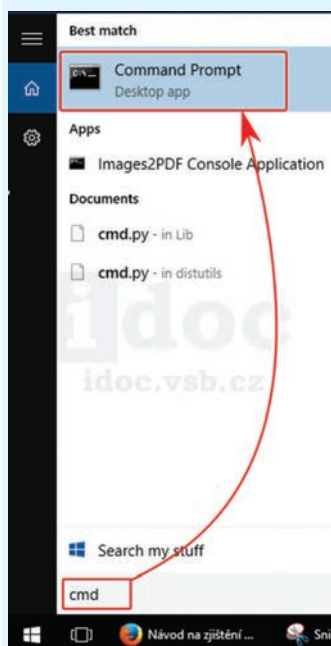 Best match
Command Prompt
Desktop app
Apps
Images2PDF Console Application
Documents
cmd.py - in Lib
cmd.py - in distutils
idoc
idoc.vsb.cz
Search my stuff
cmd
Návod na zjištění ...
Sni